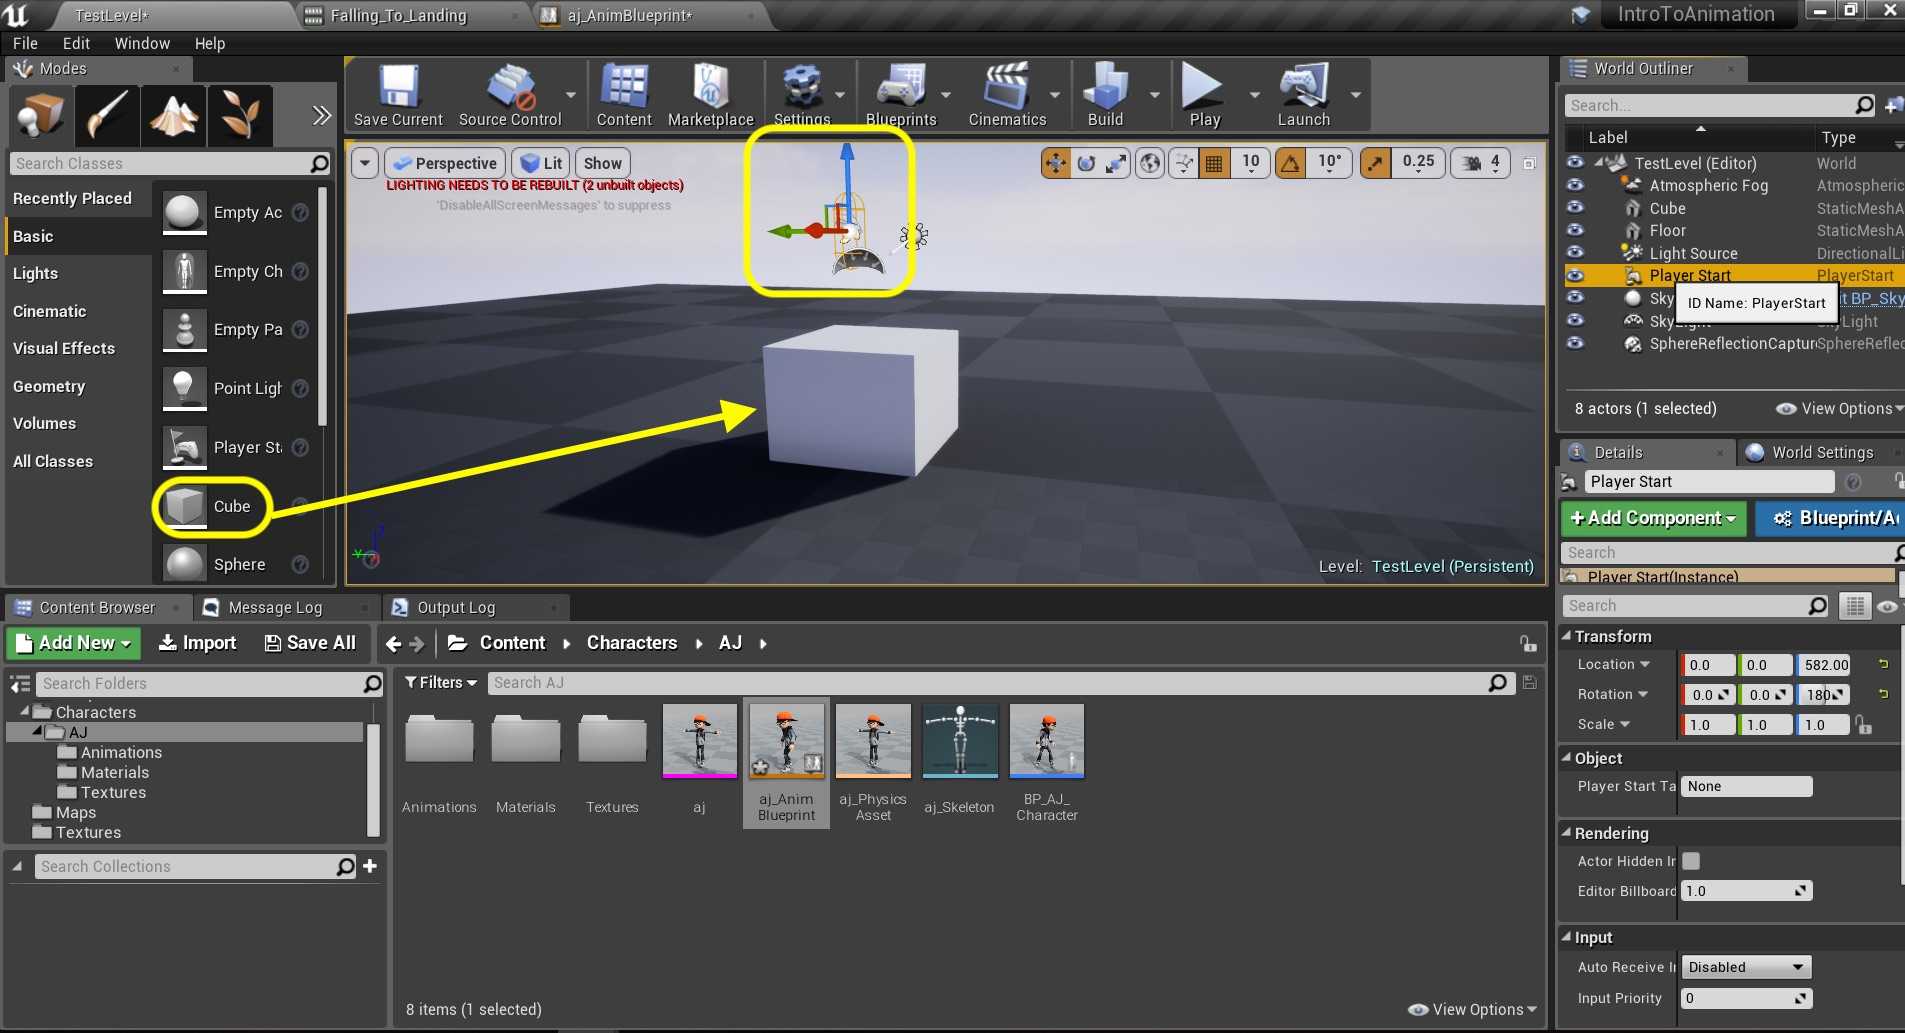 TestLevel*
Falling_To_Landing
aj_AnimBlueprint*
IntroToAnimation
File Edit Window Help
Modes
Search Classes
Recently Placed
Basic
Lights
Cinematic
Visual Effects
Geometry
Volumes
All Classes
Empty Ac
Empty Ch
Empty Pa
Point Ligh
Player St
Cube
Sphere
Save Current
Source Control
Content
Marketplace
Settings
Blueprints
Cinematics
Build
Play
Launch
Perspective
Lit
Show
10
10°
0.25
4
LIGHTING NEEDS TO BE REBUILT (2 unbuilt objects)
'DisableAllScreenMessages' to suppress
Level: TestLevel (Persistent)
World Outliner
Search...
Label Type
TestLevel (Editor) World
Atmospheric Fog Atmospheric
Cube StaticMeshA
Floor StaticMeshA
Light Source DirectionalLi
Player Start PlayerStart
Sky it BP_Sky
SkyLight SkyLight
SphereReflectionCaptur SphereReflec
ID Name: PlayerStart
8 actors (1 selected)
View Options
Details
World Settings
Player Start
+Add Component
Blueprint/A
Search
Player Start(Instance)
Search
Transform
Location 0.0 0.0 582.00
Rotation 0.0 0.0 180
Scale 1.0 1.0 1.0
Object
Player Start Ta None
Rendering
Actor Hidden In
Editor Billboard 1.0
Input
Auto Receive I Disabled
Input Priority 0
Content Browser
Message Log
Output Log
Add New
Import
Save All
Content
Characters
AJ
Search Folders
Characters
AJ
Animations
Materials
Textures
Maps
Textures
Search Collections
Filters
Search AJ
Animations
Materials
Textures
aj
aj_Anim
Blueprint
aj_Physics
Asset
aj_Skeleton
BP_AJ_
Character
8 items (1 selected)
View Options